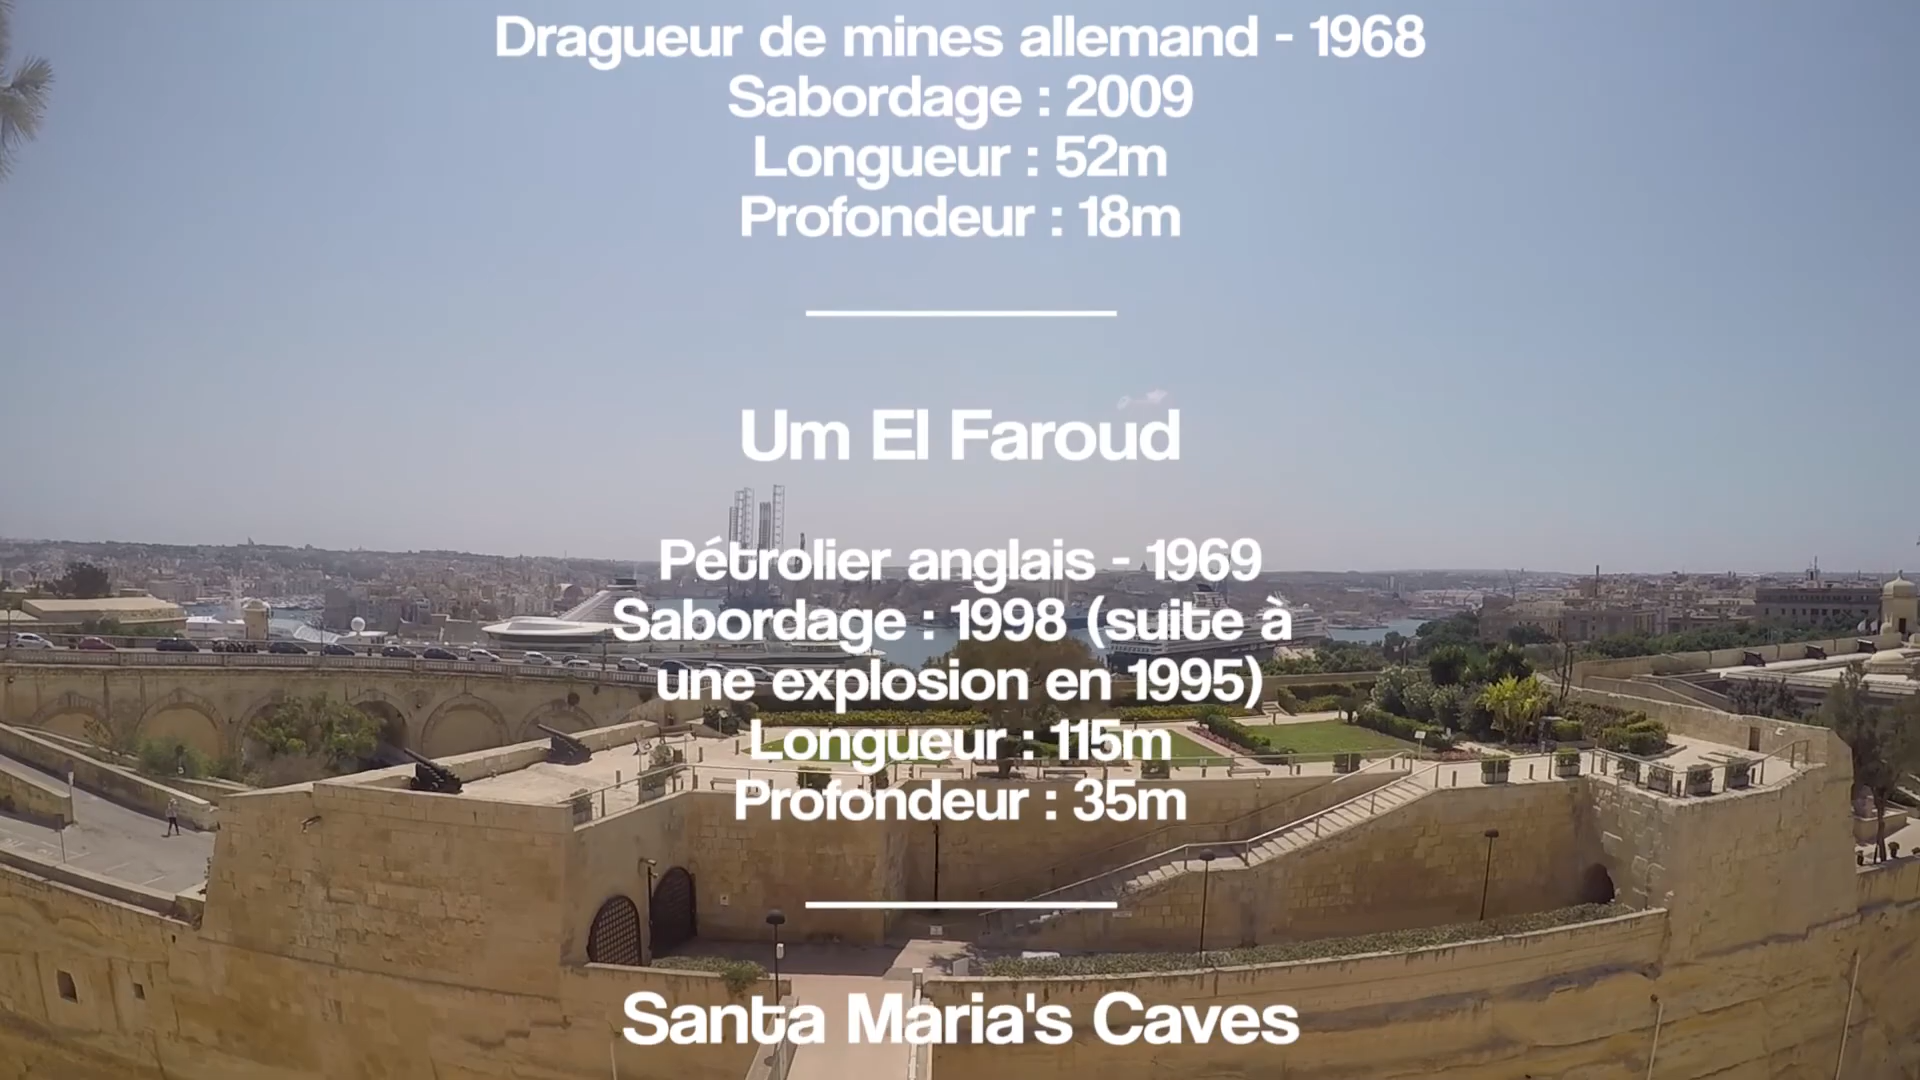 Dragueur de mines allemand - 1968
Sabordage : 2009
Longueur : 52m
Profondeur : 18m
Um El Faroud
Pétrolier anglais - 1969
Sabordage : 1998 (suite à
une explosion en 1995)
Longueur : 115m
Profondeur : 35m
Santa Maria's Caves